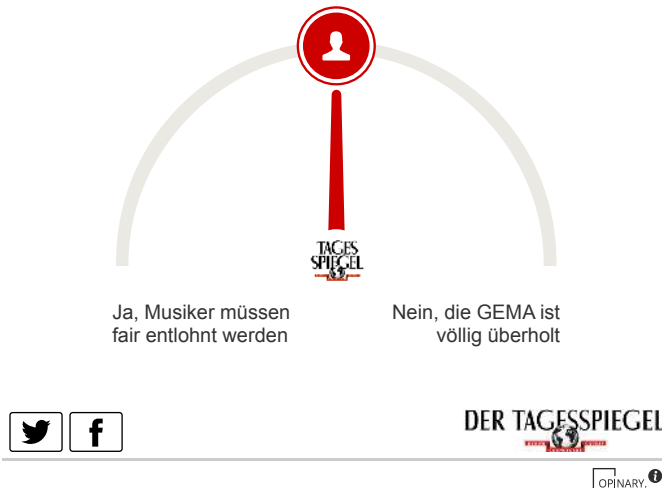 TAGES
SPIEGEL
Ja, Musiker müssen
fair entlohnt werden
Nein, die GEMA ist
völlig überholt
DER TAGESSPIEGEL
OPINARY.